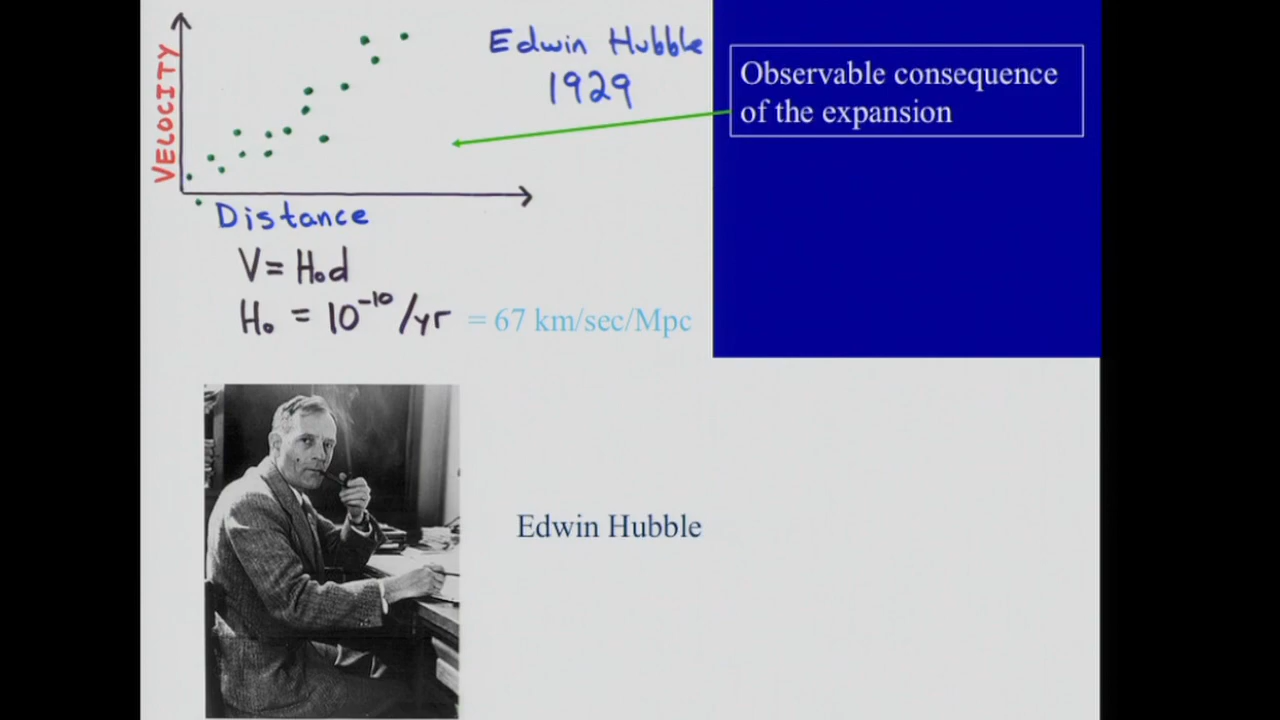 VELOCITY
Edwin Hubble
1929
Observable consequence
of the expansion
Distance
V = H₀d
H₀ = 10⁻¹⁰/yr = 67 km/sec/Mpc
Edwin Hubble